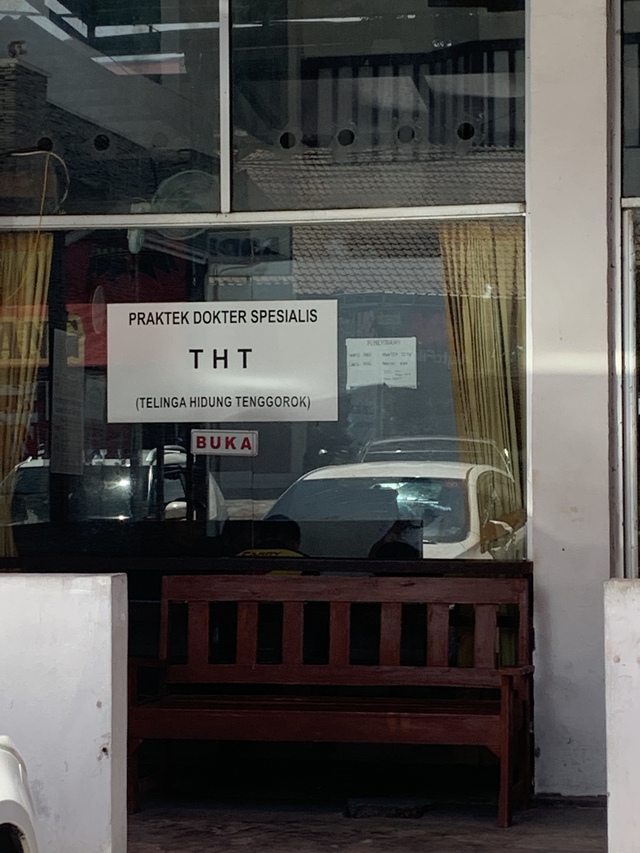 PRAKTEK DOKTER SPESIALIS
THT
(TELINGA HIDUNG TENGGOROK)
BUKA